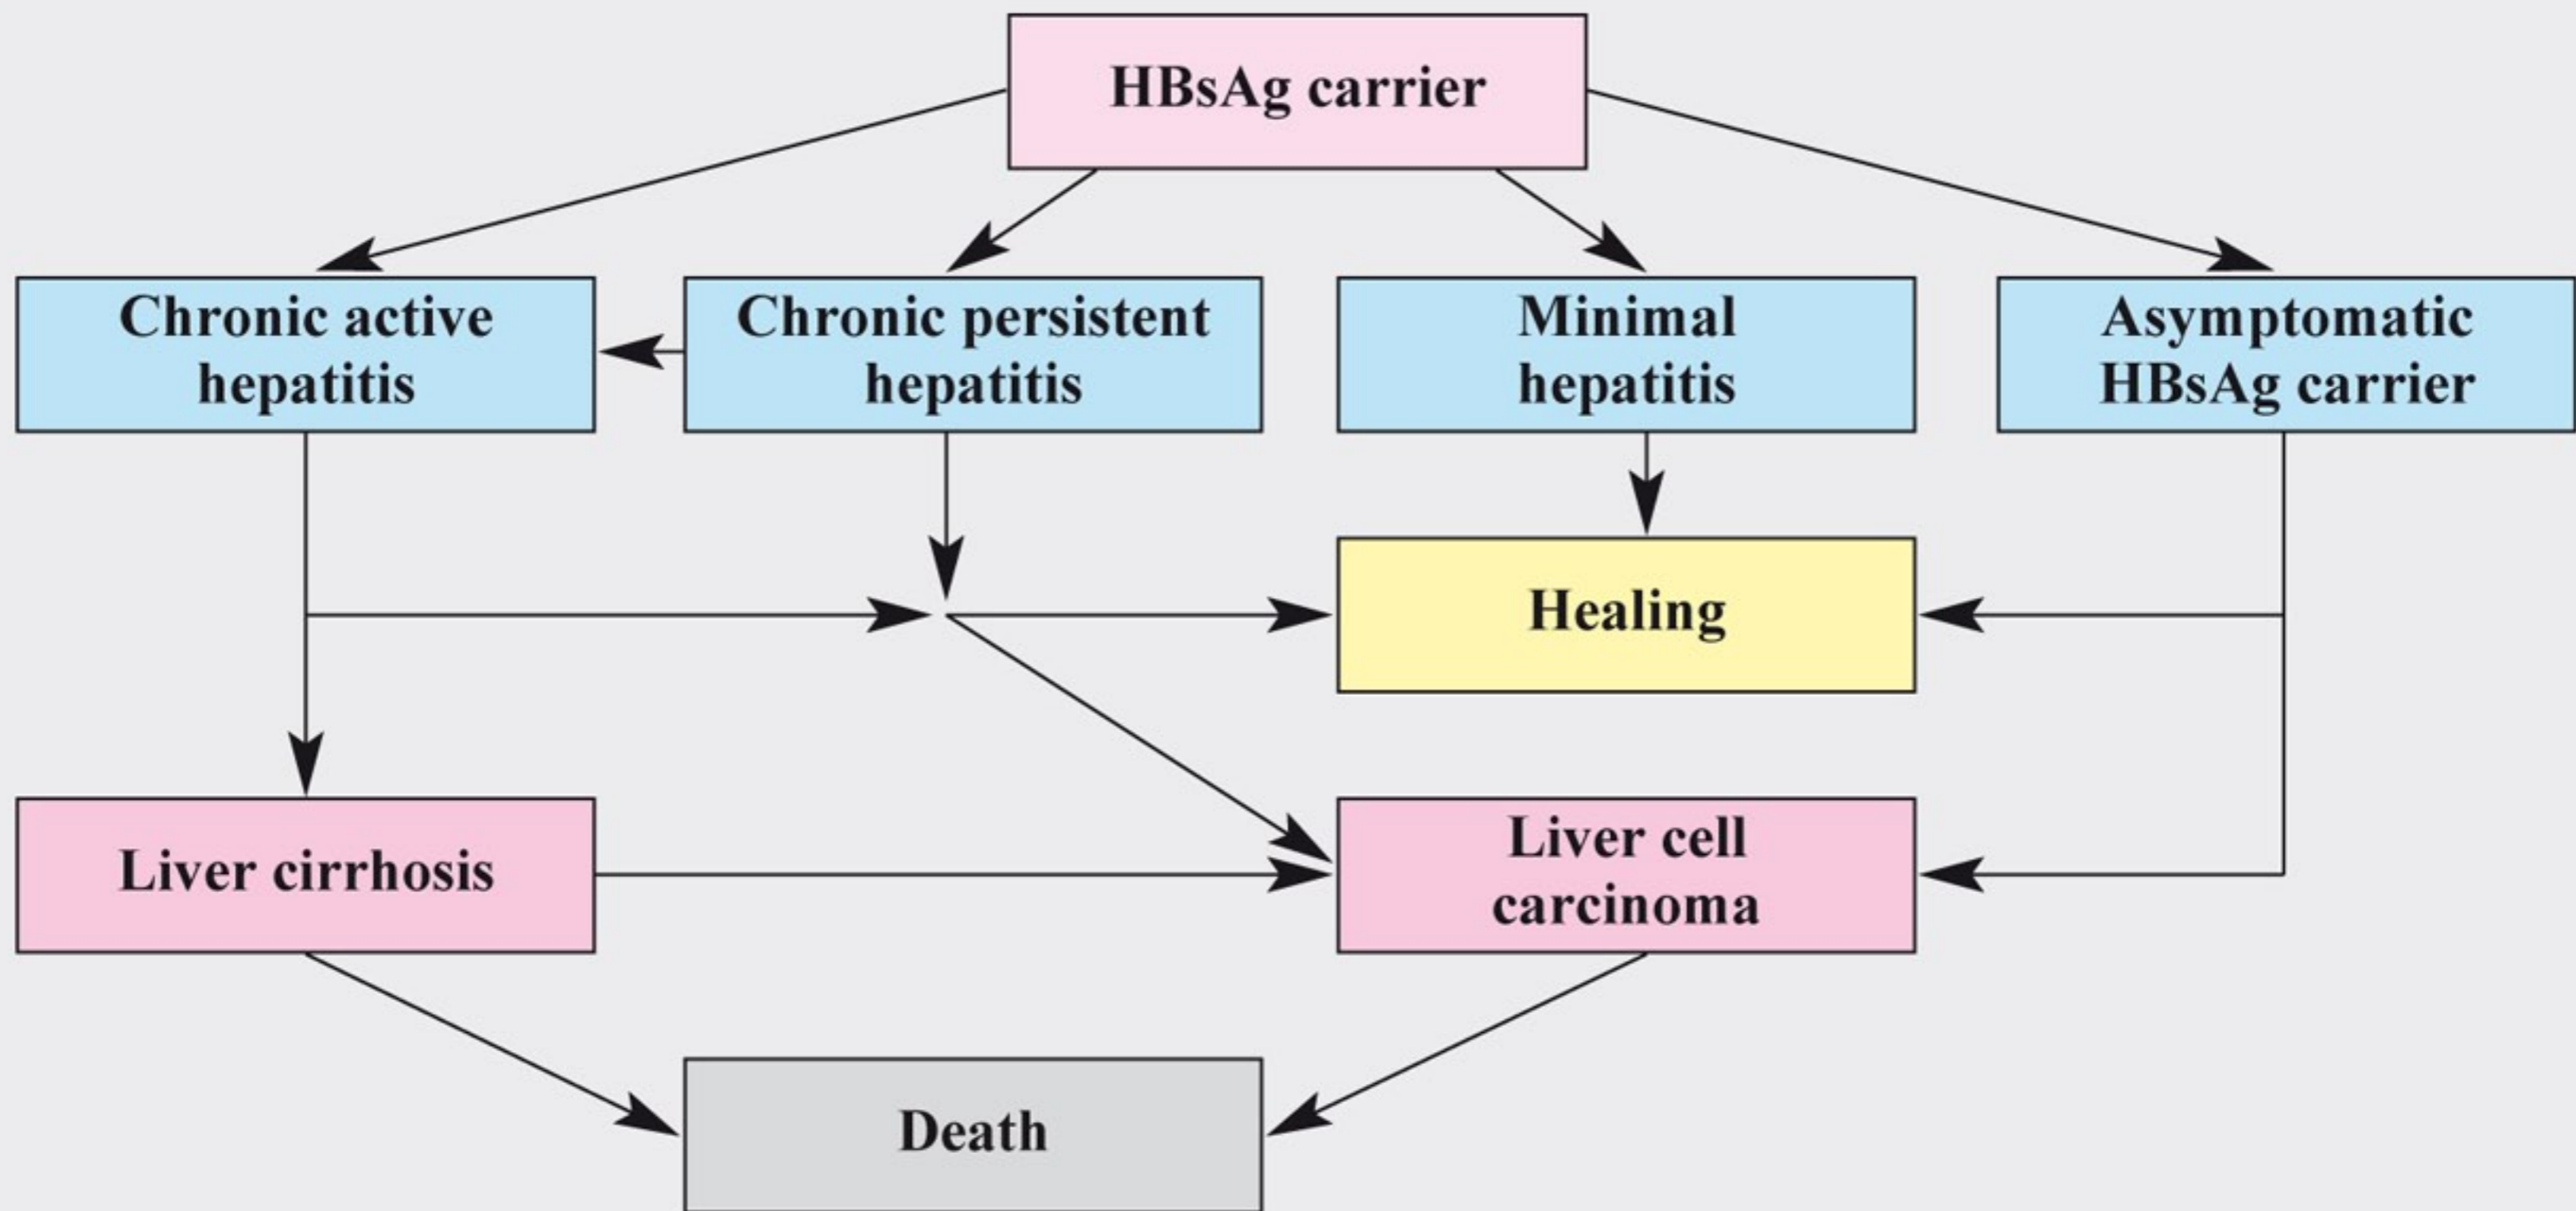 HBsAg carrier
Chronic active
hepatitis
Chronic persistent
hepatitis
Minimal
hepatitis
Asymptomatic
HBsAg carrier
Healing
Liver cirrhosis
Liver cell
carcinoma
Death